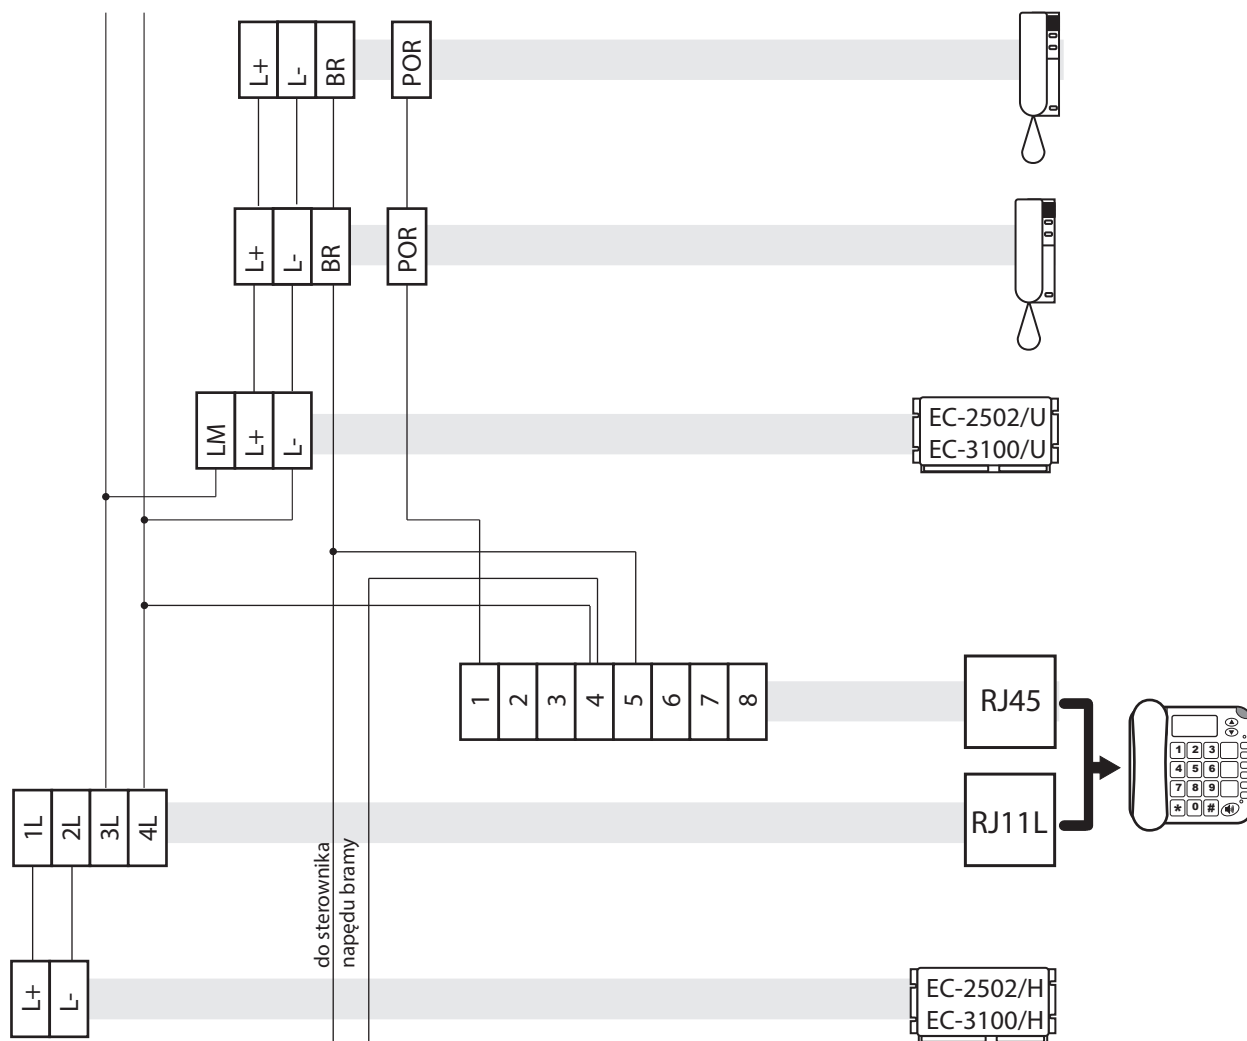 L+
L-
BR
POR
L+
L-
BR
POR
LM
L+
L-
EC-2502/U
EC-3100/U
1
2
3
4
5
6
7
8
RJ45
1 2 3
4 5 6
7 8 9
* 0 #
1L
2L
3L
4L
RJ11L
do sterownika
napędu bramy
L+
L-
EC-2502/H
EC-3100/H